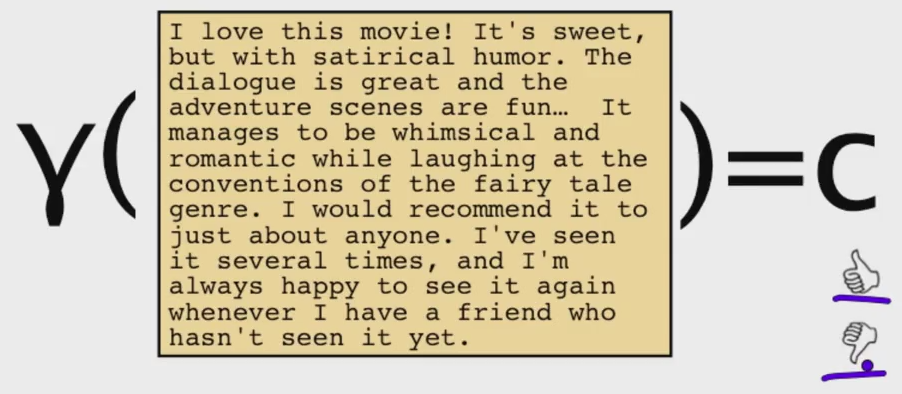 γ(
I love this movie! It's sweet,
but with satirical humor. The
dialogue is great and the
adventure scenes are fun… It
manages to be whimsical and
romantic while laughing at the
conventions of the fairy tale
genre. I would recommend it to
just about anyone. I've seen
it several times, and I'm
always happy to see it again
whenever I have a friend who
hasn't seen it yet.
)=c